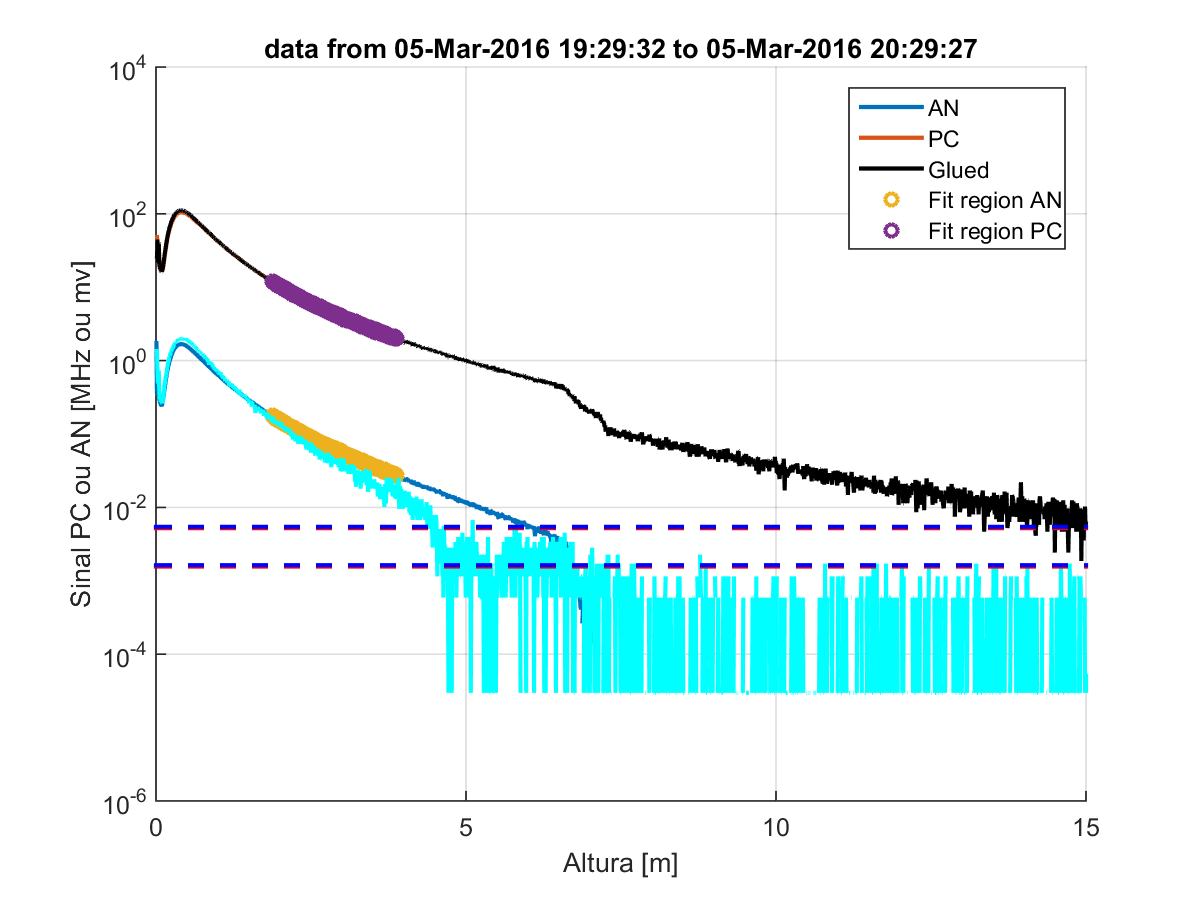 data from 05-Mar-2016 19:29:32 to 05-Mar-2016 20:29:27
10^4
10^2
10^0
10^-2
10^-4
10^-6
Sinal PC ou AN [MHz ou mv]
AN
PC
Glued
Fit region AN
Fit region PC
0 5 10 15
Altura [m]